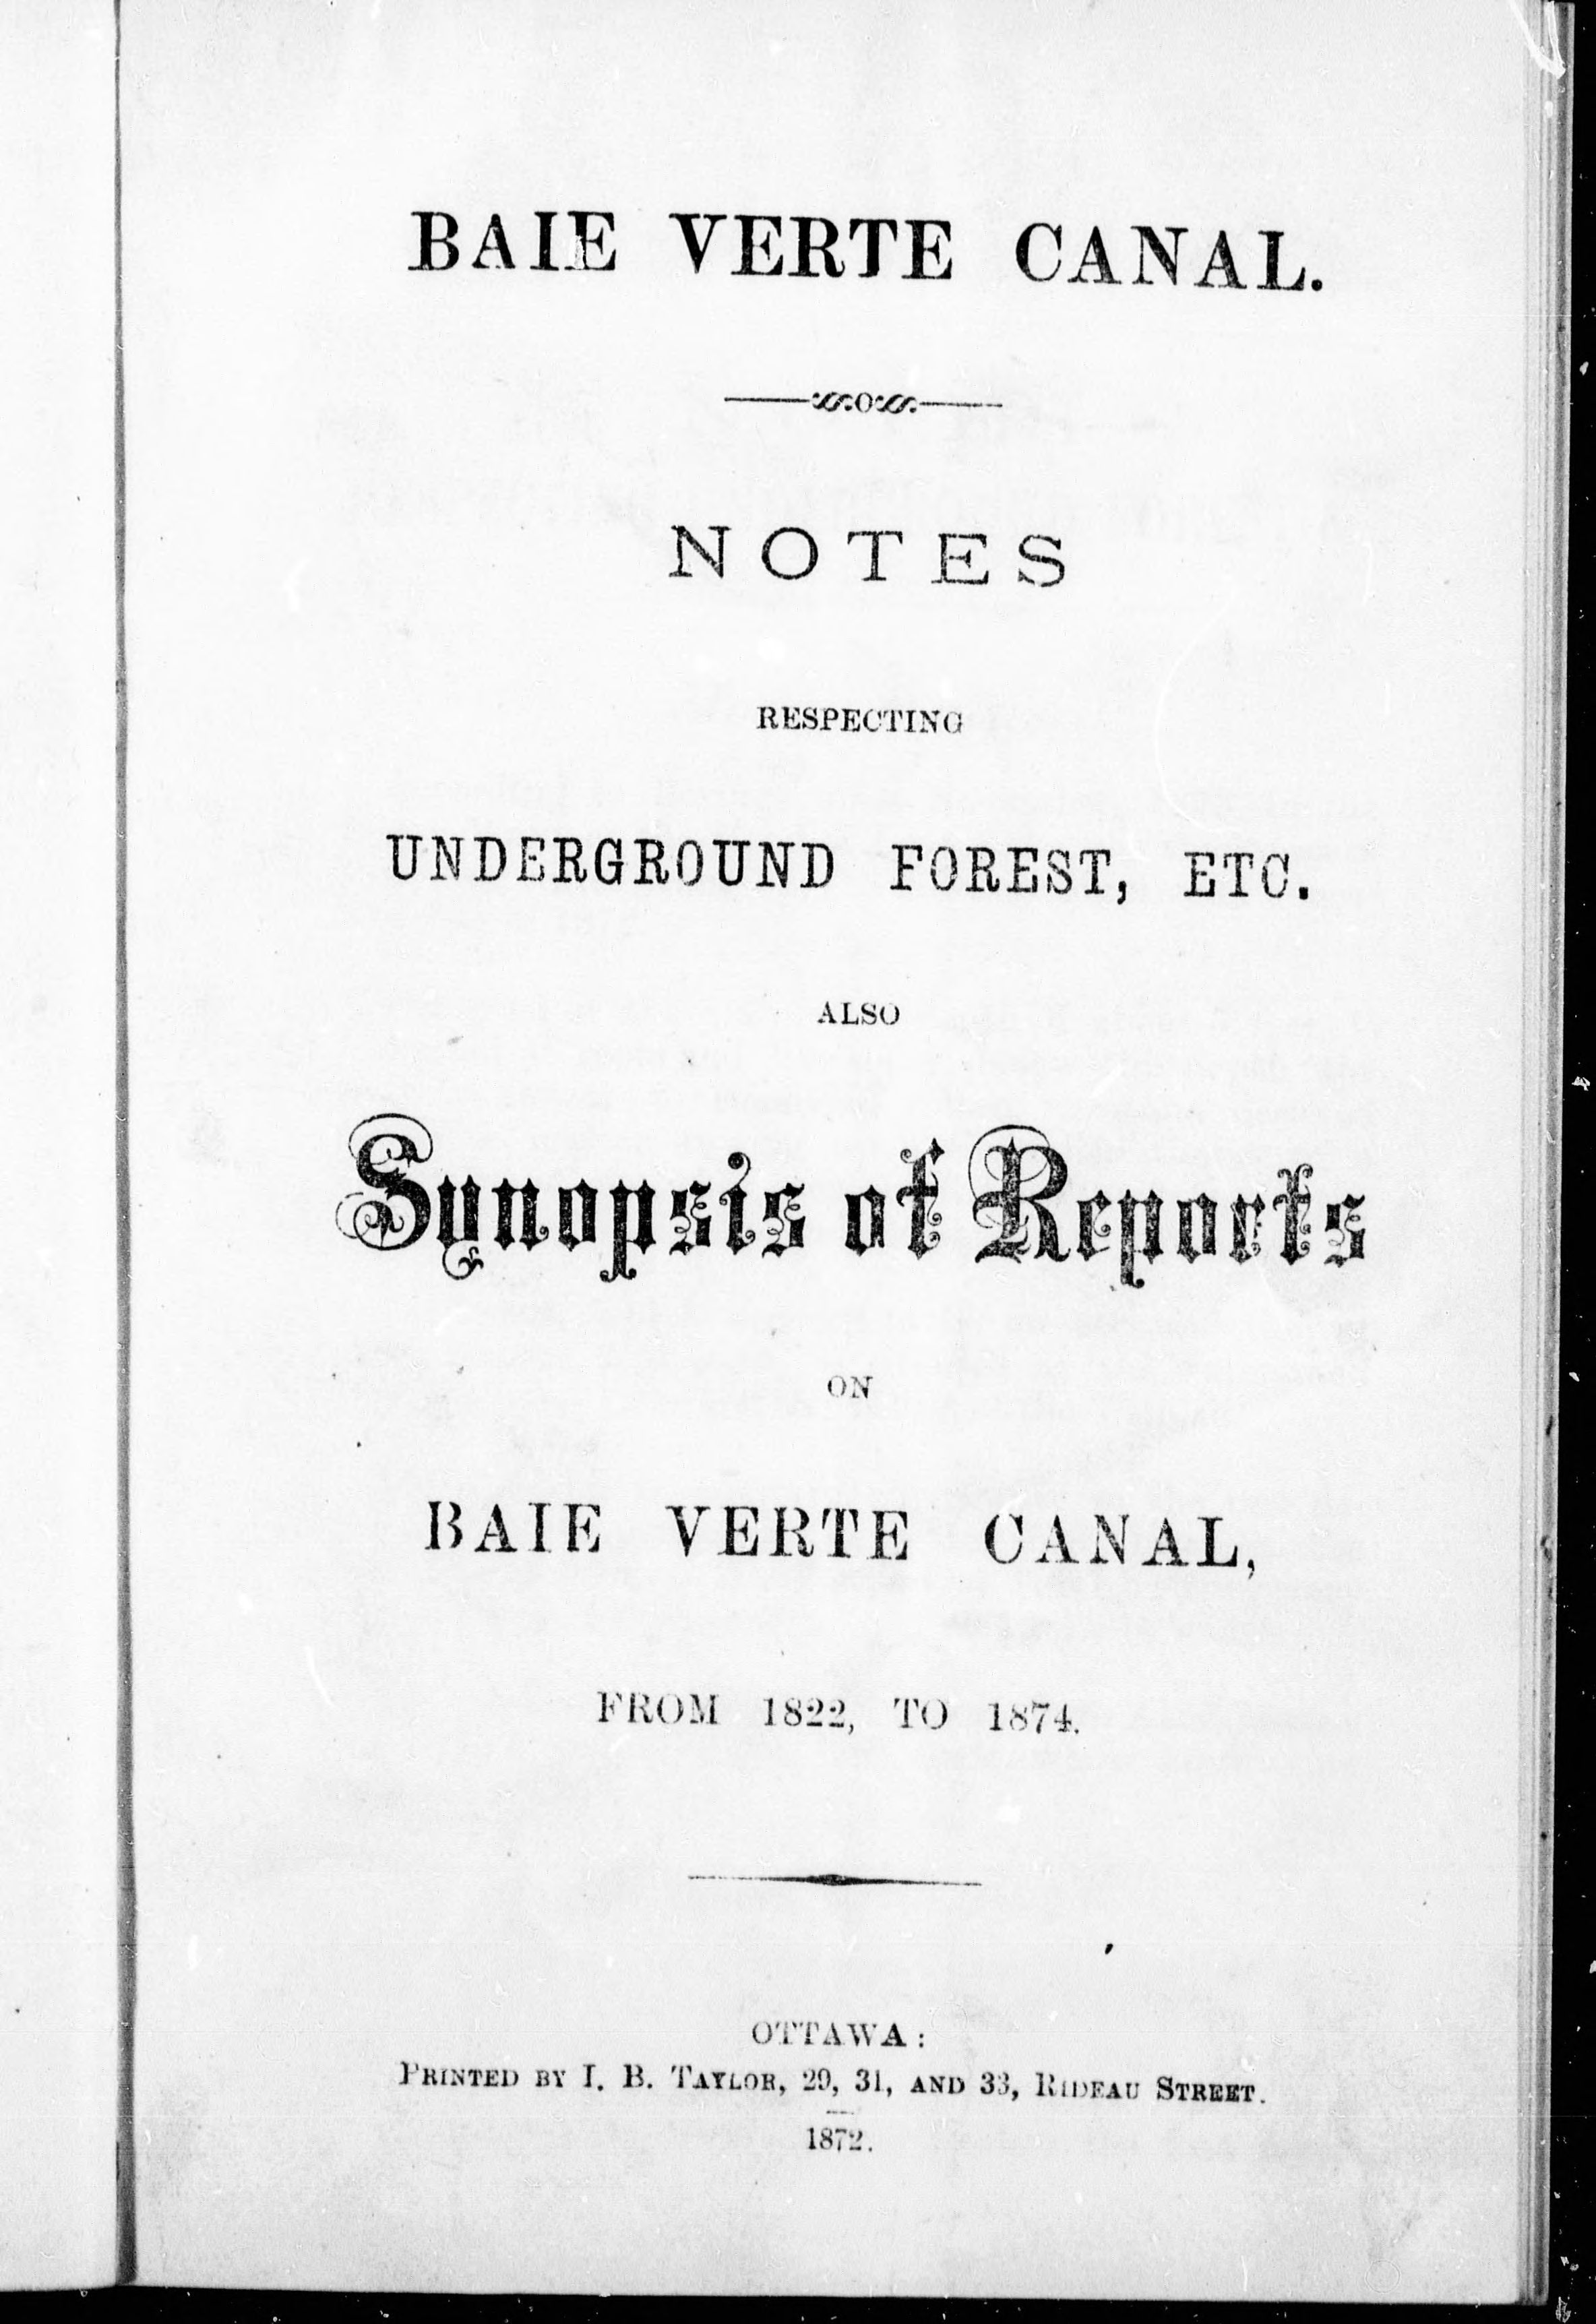 BAIE VERTE CANAL.
NOTES
RESPECTING
UNDERGROUND FOREST, ETC.
ALSO
Synopsis of Reports
ON
BAIE VERTE CANAL,
FROM 1822, TO 1874.
OTTAWA:
PRINTED BY I. B. TAYLOR, 29, 31, AND 33, RIDEAU STREET.
1872.